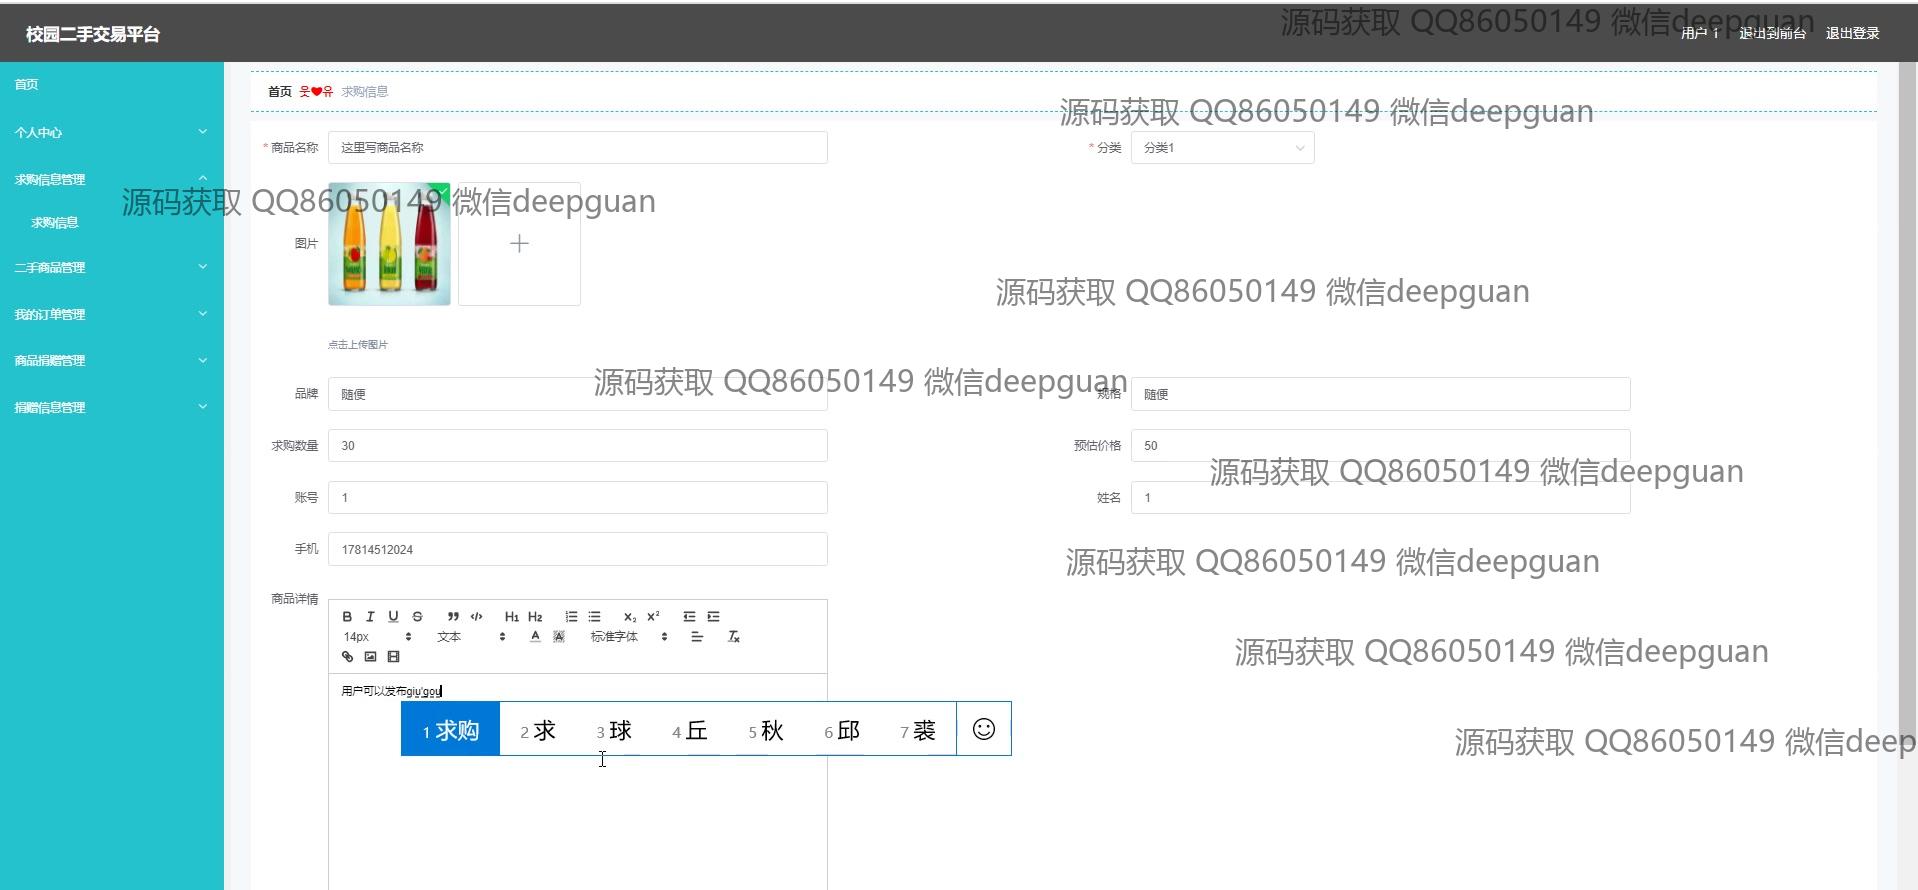 校园二手交易平台
源码获取 QQ86050149 微信deepguan
用户 1 退出到前台 退出登录
首页
个人中心
求购信息管理
求购信息
二手商品管理
我的订单管理
商品捐赠管理
捐赠信息管理
首页 웃❤유 求购信息
源码获取 QQ86050149 微信deepguan
* 商品名称 这里写商品名称
* 分类 分类1
源码获取 QQ86050149 微信deepguan
图片
源码获取 QQ86050149 微信deepguan
点击上传图片
源码获取 QQ86050149 微信deepguan
品牌 随便
规格 随便
求购数量 30
预估价格 50
源码获取 QQ86050149 微信deepguan
账号 1
姓名 1
手机 17814512024
源码获取 QQ86050149 微信deepguan
商品详情
B I U S ” </> H1 H2 X2 X2
14px 文本 A A 标准字体 Tx
源码获取 QQ86050149 微信deepguan
用户可以发布qiu'gou
1 求购 2 求 3 球 4 丘 5 秋 6 邱 7 裘
源码获取 QQ86050149 微信deep